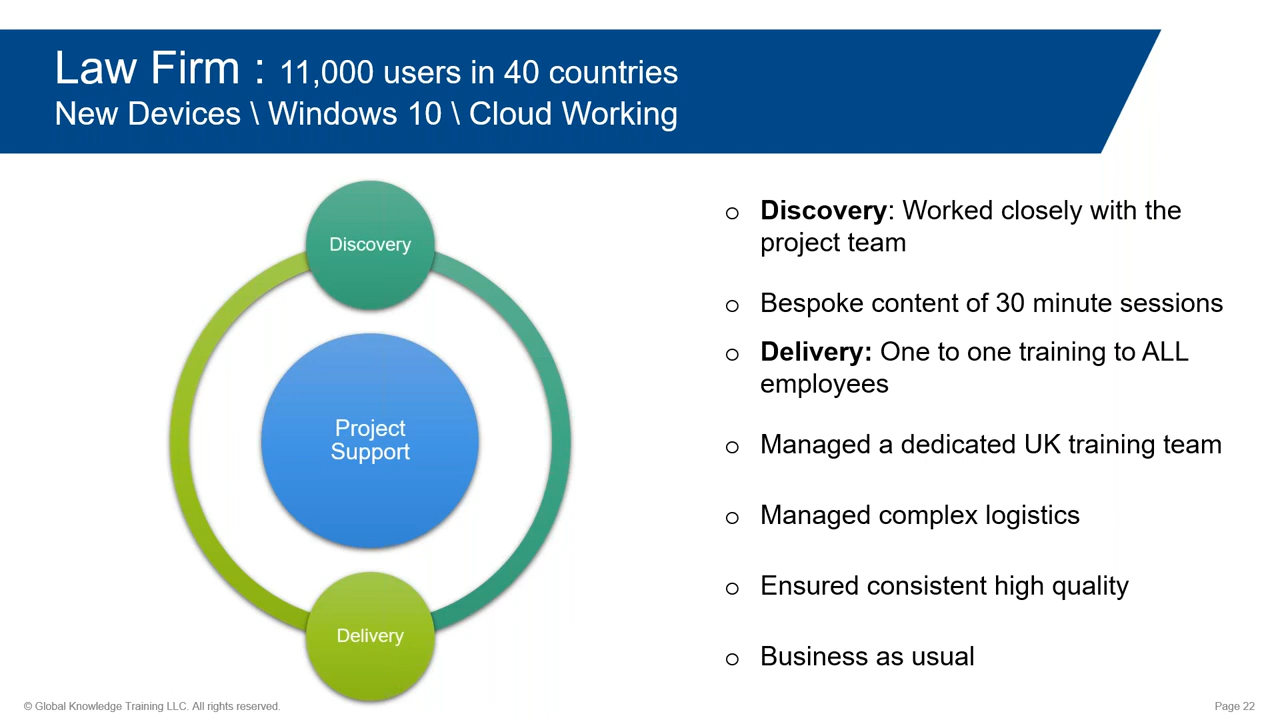 Law Firm : 11,000 users in 40 countries
New Devices \ Windows 10 \ Cloud Working
Discovery
Project
Support
Delivery
o Discovery: Worked closely with the
project team
o Bespoke content of 30 minute sessions
o Delivery: One to one training to ALL
employees
o Managed a dedicated UK training team
o Managed complex logistics
o Ensured consistent high quality
o Business as usual
© Global Knowledge Training LLC. All rights reserved.
Page 22